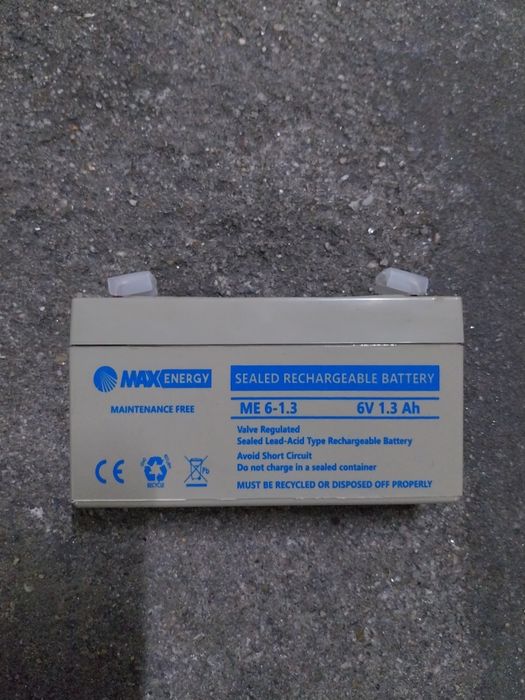 MAXENERGY
SEALED RECHARGEABLE BATTERY
MAINTENANCE FREE
ME 6-1.3 6V 1.3 Ah
Valve Regulated
Sealed Lead-Acid Type Rechargeable Battery
Avoid Short Circuit
Do not charge in a sealed container
MUST BE RECYCLED OR DISPOSED OFF PROPERLY
CE
Pb
RECYCLE